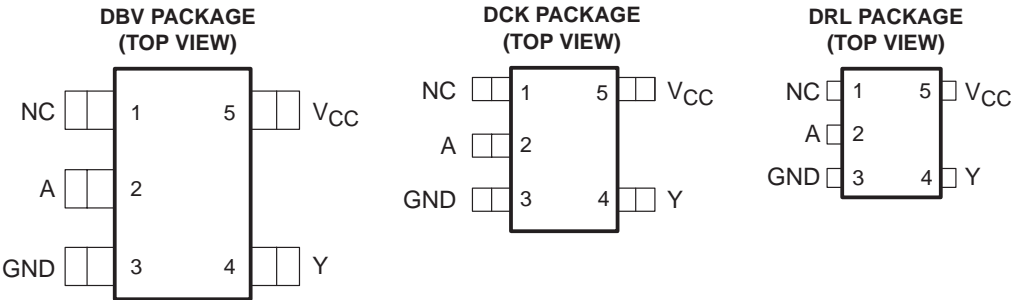 DBV PACKAGE
(TOP VIEW)
NC 1 5 VCC
A 2
GND 3 4 Y
DCK PACKAGE
(TOP VIEW)
NC 1 5 VCC
A 2
GND 3 4 Y
DRL PACKAGE
(TOP VIEW)
NC 1 5 VCC
A 2
GND 3 4 Y